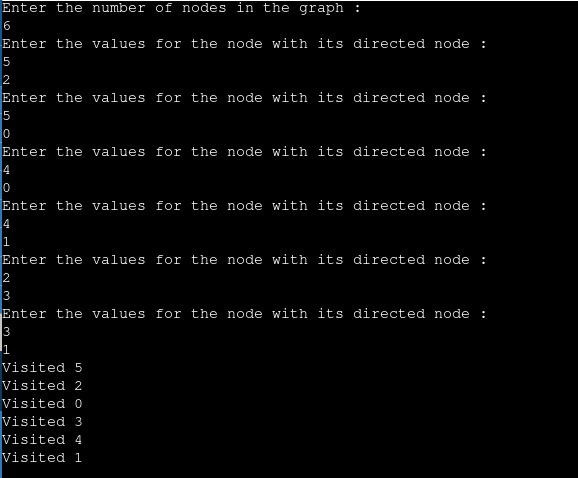 Enter the number of nodes in the graph :
6
Enter the values for the node with its directed node :
5
2
Enter the values for the node with its directed node :
5
0
Enter the values for the node with its directed node :
4
0
Enter the values for the node with its directed node :
4
1
Enter the values for the node with its directed node :
2
3
Enter the values for the node with its directed node :
3
1
Visited 5
Visited 2
Visited 0
Visited 3
Visited 4
Visited 1